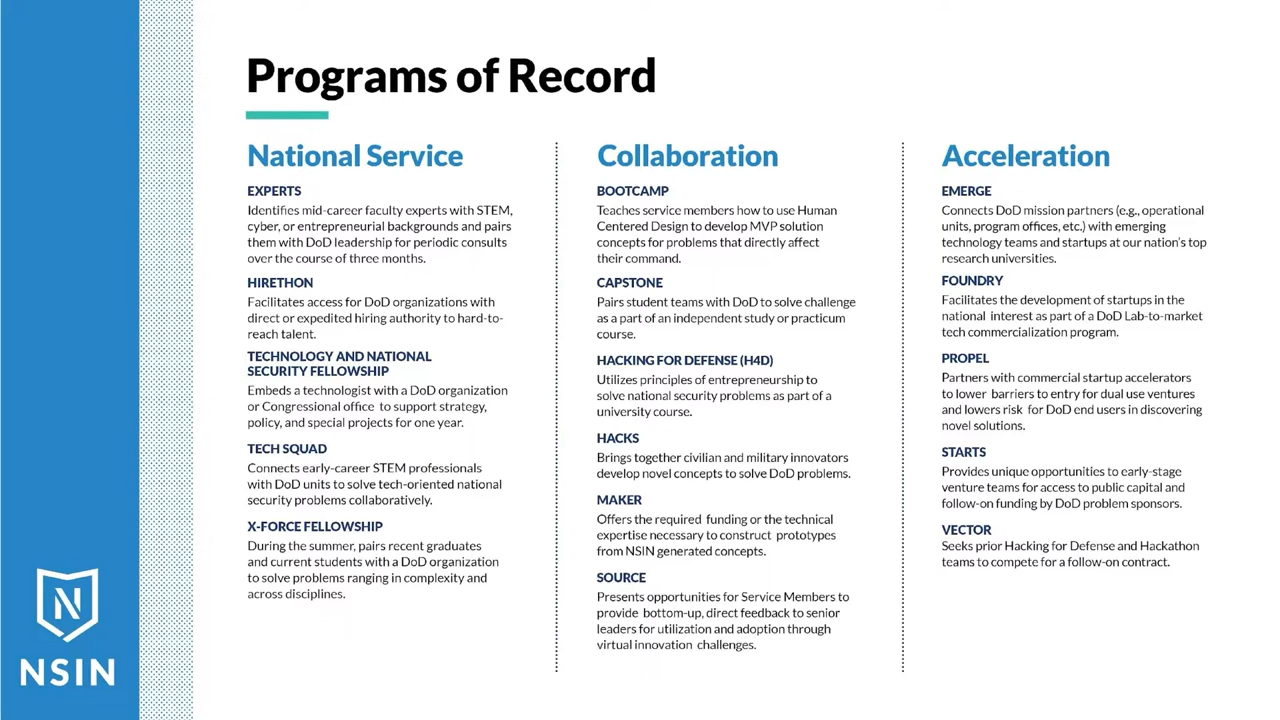 Programs of Record
National Service
EXPERTS
Identifies mid-career faculty experts with STEM,
cyber, or entrepreneurial backgrounds and pairs
them with DoD leadership for periodic consults
over the course of three months.
HIRETHON
Facilitates access for DoD organizations with
direct or expedited hiring authority to hard-to-
reach talent.
TECHNOLOGY AND NATIONAL
SECURITY FELLOWSHIP
Embeds a technologist with a DoD organization
or Congressional office to support strategy,
policy, and special projects for one year.
TECH SQUAD
Connects early-career STEM professionals
with DoD units to solve tech-oriented national
security problems collaboratively.
X-FORCE FELLOWSHIP
During the summer, pairs recent graduates
and current students with a DoD organization
to solve problems ranging in complexity and
across disciplines.
Collaboration
BOOTCAMP
Teaches service members how to use Human
Centered Design to develop MVP solution
concepts for problems that directly affect
their command.
CAPSTONE
Pairs student teams with DoD to solve challenge
as a part of an independent study or practicum
course.
HACKING FOR DEFENSE (H4D)
Utilizes principles of entrepreneurship to
solve national security problems as part of a
university course.
HACKS
Brings together civilian and military innovators
develop novel concepts to solve DoD problems.
MAKER
Offers the required funding or the technical
expertise necessary to construct prototypes
from NSIN generated concepts.
SOURCE
Presents opportunities for Service Members to
provide bottom-up, direct feedback to senior
leaders for utilization and adoption through
virtual innovation challenges.
Acceleration
EMERGE
Connects DoD mission partners (e.g., operational
units, program offices, etc.) with emerging
technology teams and startups at our nation's top
research universities.
FOUNDRY
Facilitates the development of startups in the
national interest as part of a DoD Lab-to-market
tech commercialization program.
PROPEL
Partners with commercial startup accelerators
to lower barriers to entry for dual use ventures
and lowers risk for DoD end users in discovering
novel solutions.
STARTS
Provides unique opportunities to early-stage
venture teams for access to public capital and
follow-on funding by DoD problem sponsors.
VECTOR
Seeks prior Hacking for Defense and Hackathon
teams to compete for a follow-on contract.
N
NSIN